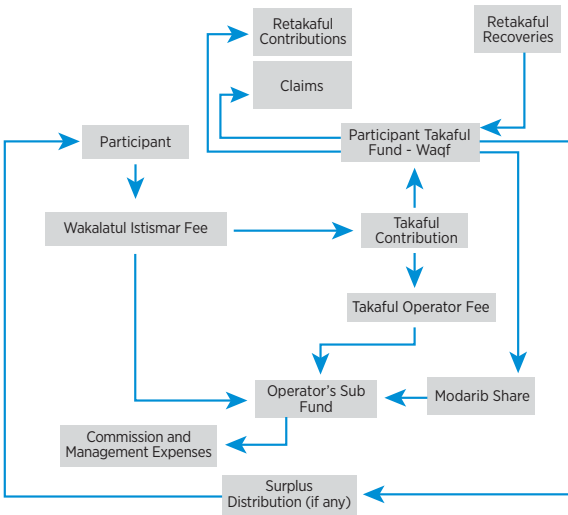 Retakaful
Contributions
Retakaful
Recoveries
Claims
Participant
Participant Takaful
Fund - Waqf
Wakalatul Istismar Fee
Takaful
Contribution
Takaful Operator Fee
Operator's Sub
Fund
Modarib Share
Commission and
Management Expenses
Surplus
Distribution (if any)